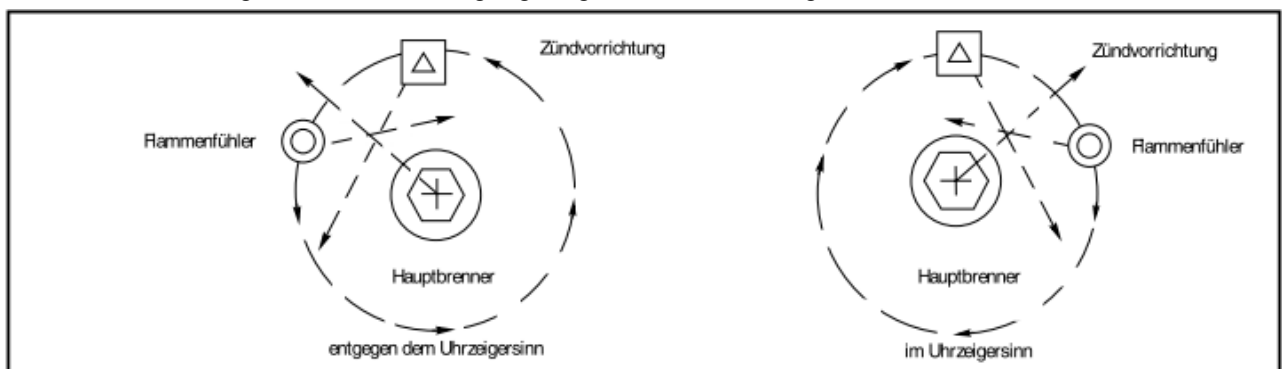 Zündvorrichtung
Flammenfühler
Hauptbrenner
entgegen dem Uhrzeigersinn
Zündvorrichtung
Flammenfühler
Hauptbrenner
im Uhrzeigersinn